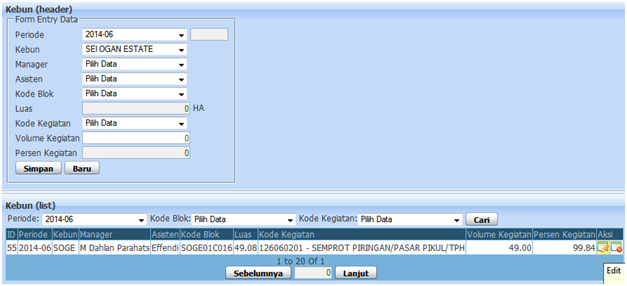 Kebun (header)
Form Entry Data
Periode 2014-06
Kebun SEI OGAN ESTATE
Manager Pilih Data
Asisten Pilih Data
Kode Blok Pilih Data
Luas 0 HA
Kode Kegiatan Pilih Data
Volume Kegiatan 0
Persen Kegiatan 0
Simpan Baru
Kebun (list)
Periode: 2014-06 Kode Blok: Pilih Data Kode Kegiatan: Pilih Data Cari
ID Periode Kebun Manager Asisten Kode Blok Luas Kode Kegiatan Volume Kegiatan Persen Kegiatan Aksi
55 2014-06 SOGE M Dahlan Parahats Effendi SOGE01C016 49.08 126060201 - SEMPROT PIRINGAN/PASAR PIKUL/TPH 49.00 99.84
1 to 20 Of 1
Sebelumnya 0 Lanjut
Edit